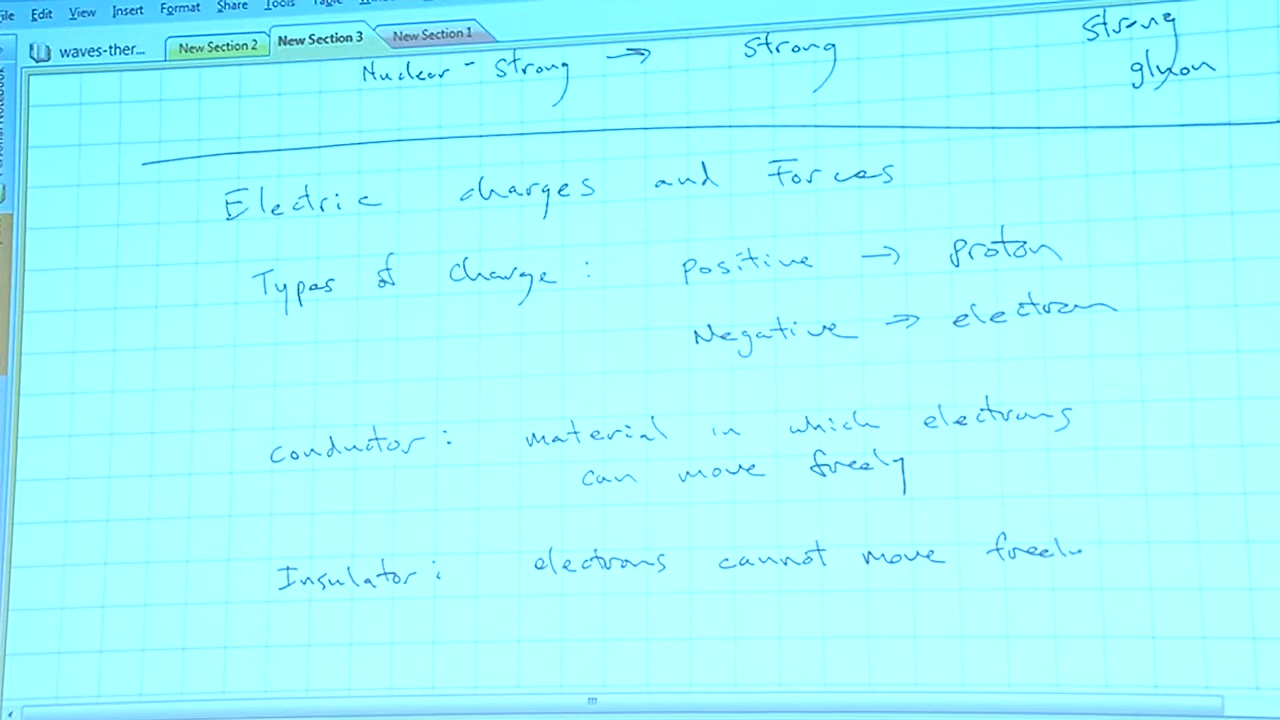 File Edit View Insert Format Share Tools Table
waves-ther... New Section 2 New Section 3 New Section 1
Nuclear - strong → strong strong
gluon
Electric charges and Forces
Types of charge : positive → proton
Negative → electron
conductor : material in which electrons
can move freely
Insulator : electrons cannot move freely